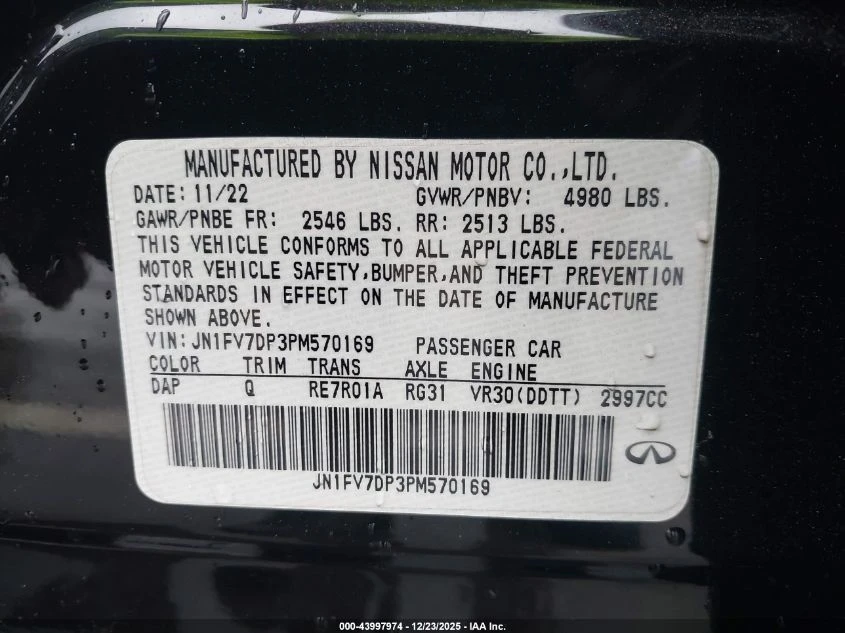 MANUFACTURED BY NISSAN MOTOR CO.,LTD.
DATE: 11/22 GVWR/PNBV: 4980 LBS.
GAWR/PNBE FR: 2546 LBS. RR: 2513 LBS.
THIS VEHICLE CONFORMS TO ALL APPLICABLE FEDERAL
MOTOR VEHICLE SAFETY,BUMPER,AND THEFT PREVENTION
STANDARDS IN EFFECT ON THE DATE OF MANUFACTURE
SHOWN ABOVE.
VIN: JN1FV7DP3PM570169 PASSENGER CAR
COLOR TRIM TRANS AXLE ENGINE
DAP Q RE7R01A RG31 VR30(DDTT) 2997CC
JN1FV7DP3PM570169
000-43997974 - 12/23/2025 - IAA Inc.